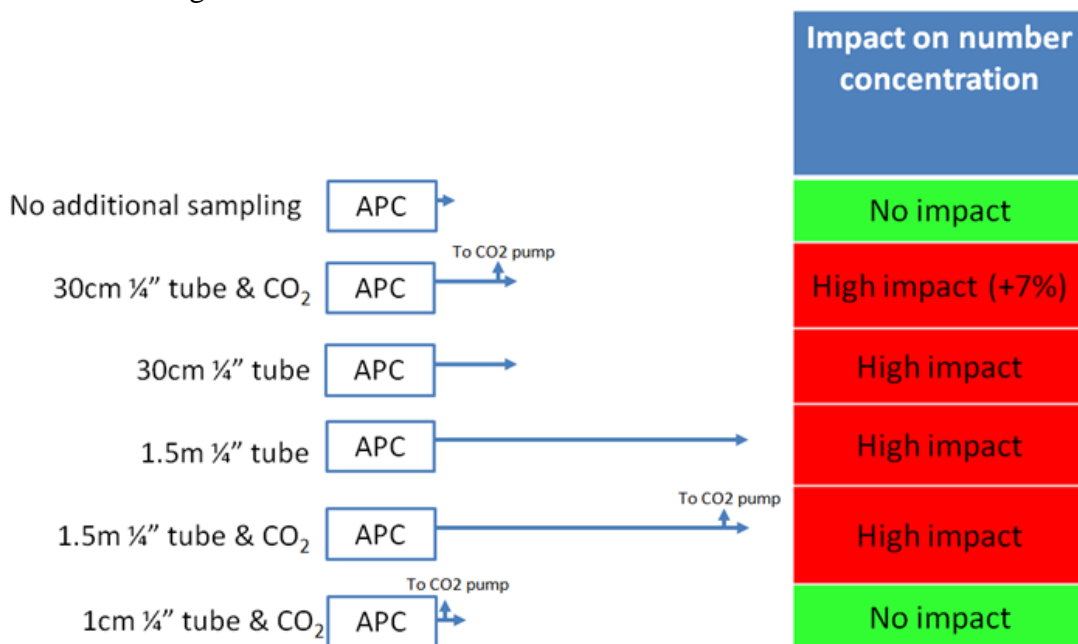 Impact on number
concentration
No additional sampling APC No impact
To CO2 pump
30cm ¼” tube & CO₂ APC High impact (+7%)
30cm ¼” tube APC High impact
1.5m ¼” tube APC High impact
To CO2 pump
1.5m ¼” tube & CO₂ APC High impact
To CO2 pump
1cm ¼” tube & CO₂ APC No impact